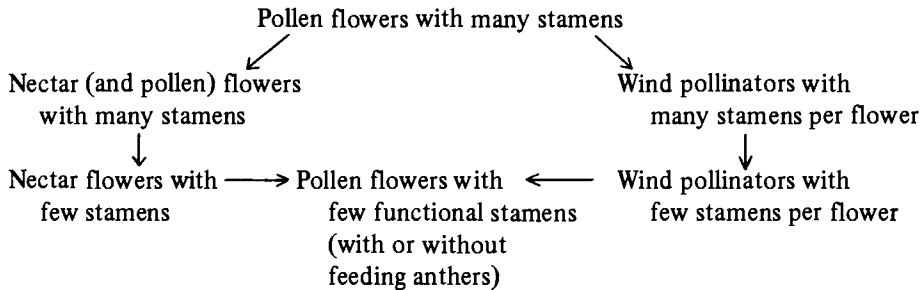 Pollen flowers with many stamens
Nectar (and pollen) flowers
with many stamens
Wind pollinators with
many stamens per flower
Nectar flowers with
few stamens
Pollen flowers with
few functional stamens
(with or without
feeding anthers)
Wind pollinators with
few stamens per flower